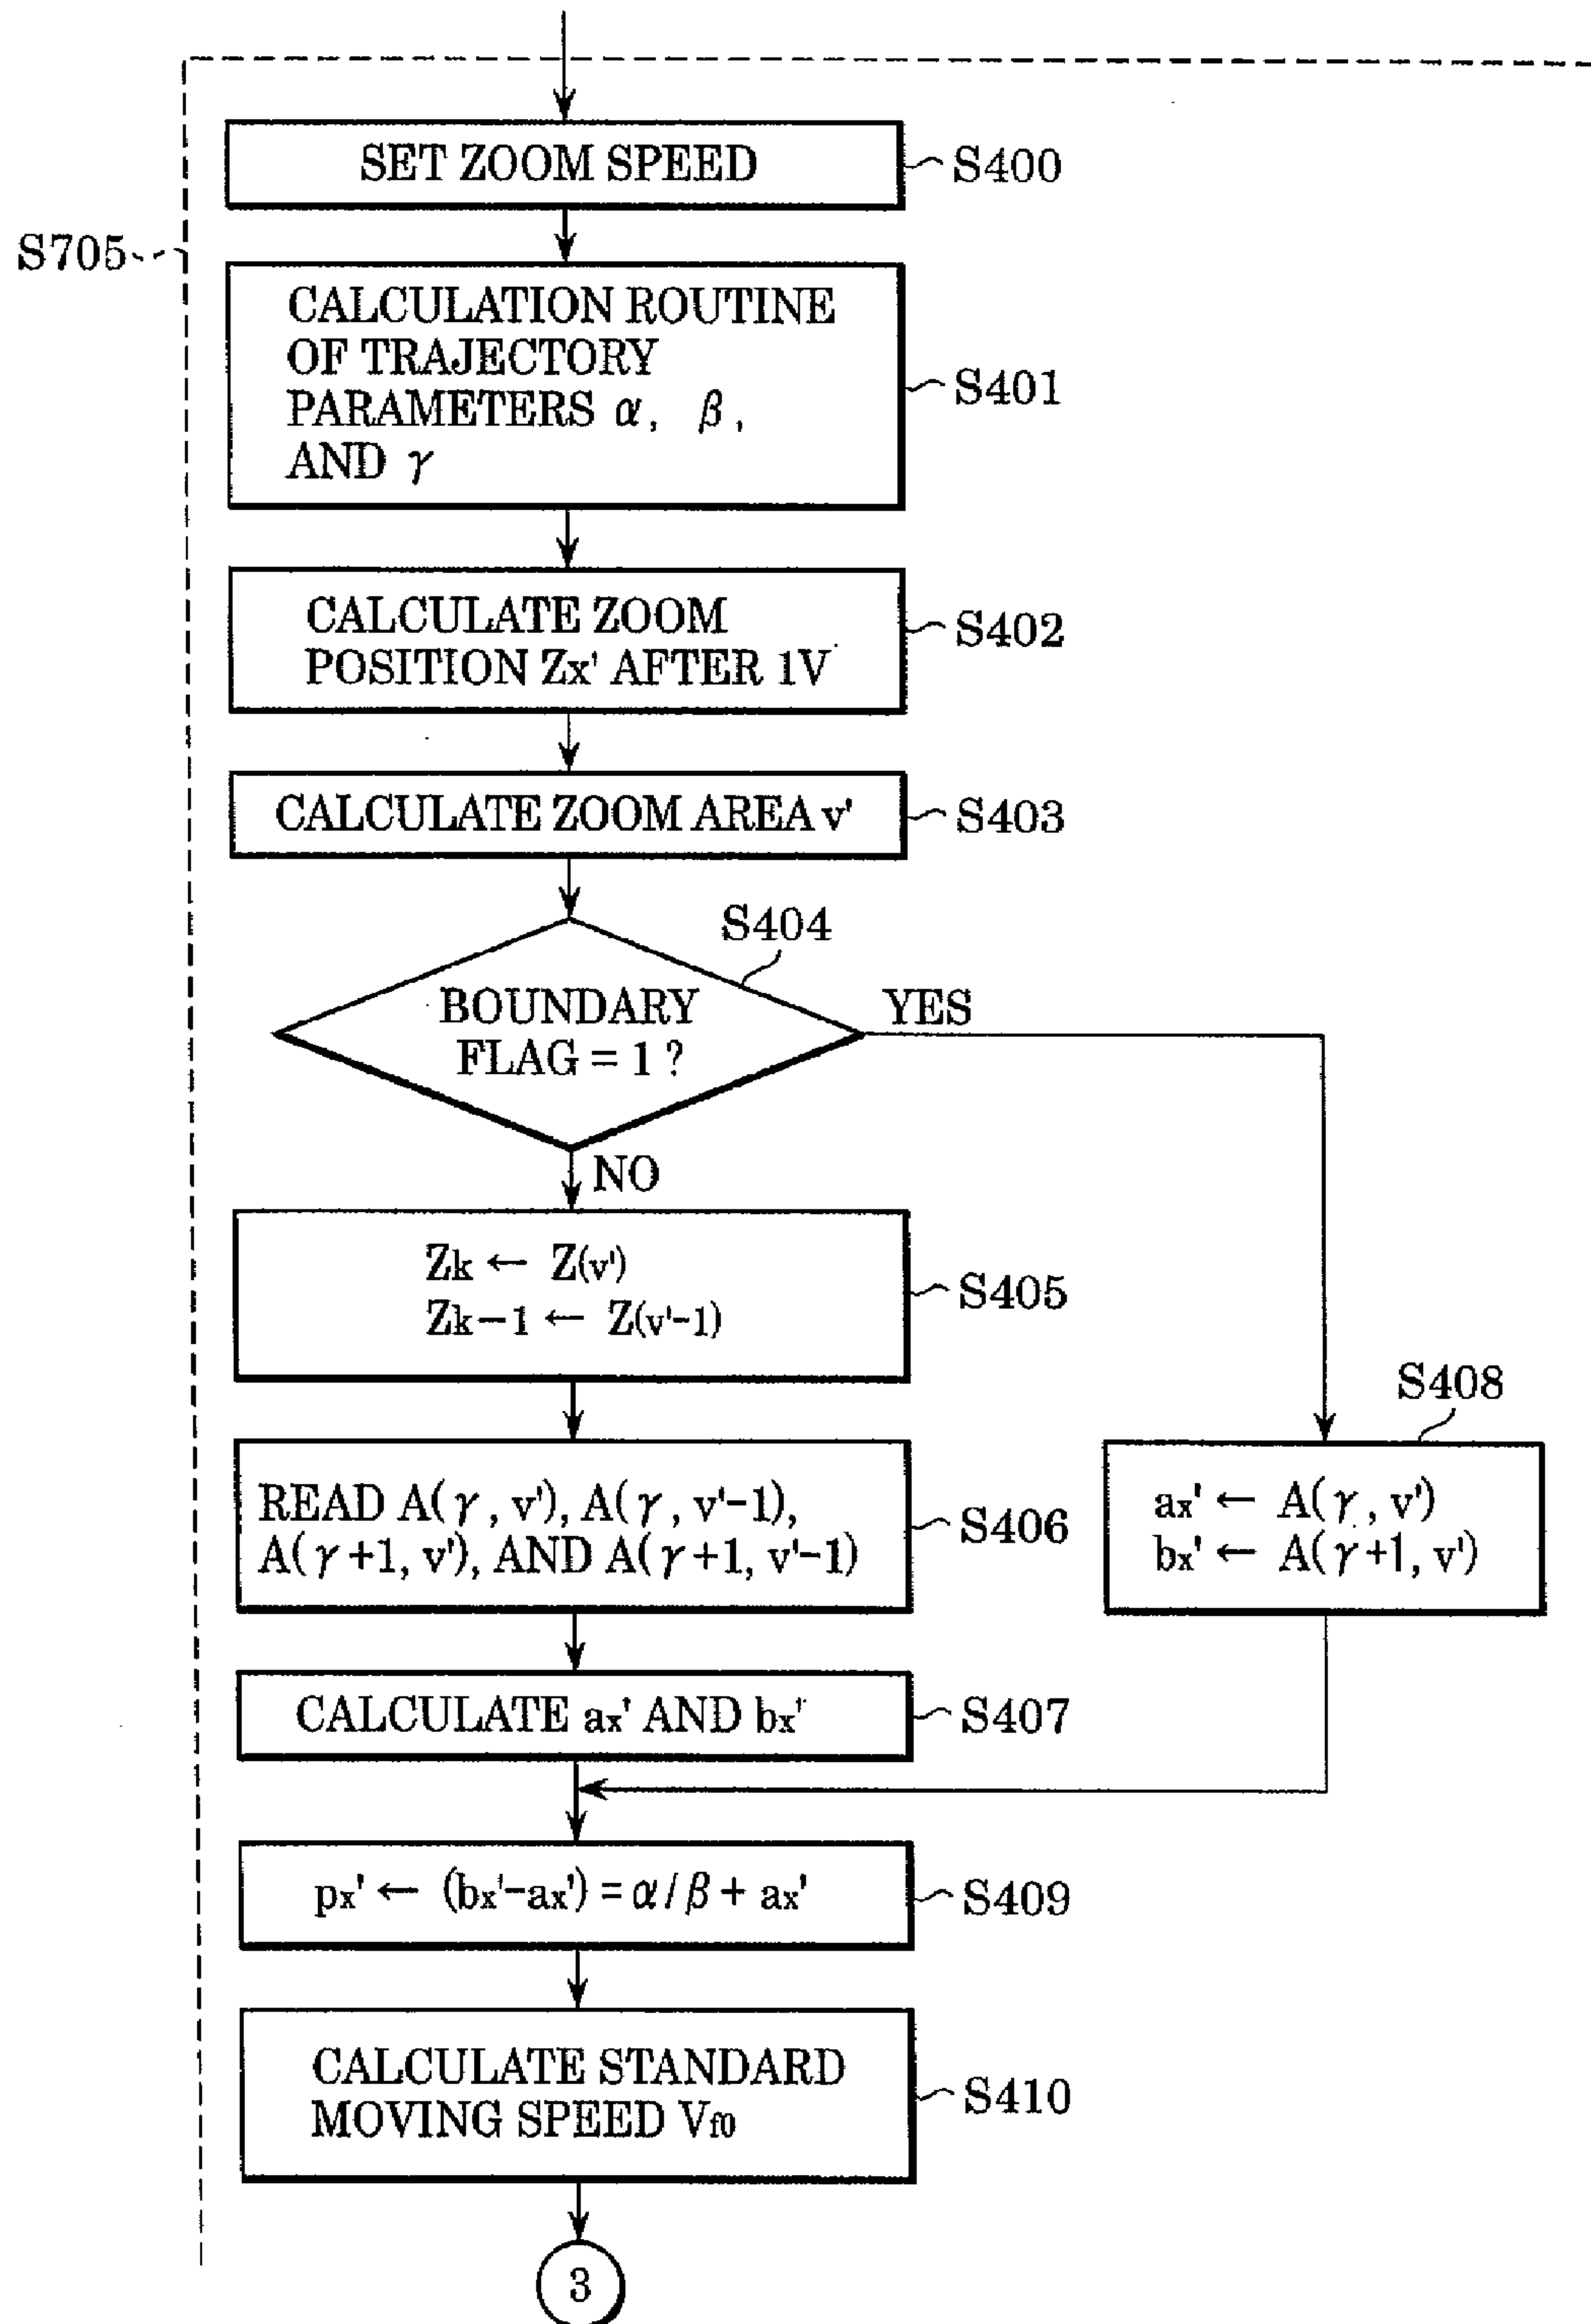 SET ZOOM SPEED
S400
S705
CALCULATION ROUTINE
OF TRAJECTORY
PARAMETERS α, β,
AND γ
S401
CALCULATE ZOOM
POSITION Zx' AFTER 1V
S402
CALCULATE ZOOM AREA v'
S403
S404
BOUNDARY
FLAG = 1 ?
YES
NO
Zk ← Z(v')
Zk-1 ← Z(v'-1)
S405
S408
READ A(γ, v'), A(γ, v'-1),
A(γ+1, v'), AND A(γ+1, v'-1)
S406
ax' ← A(γ, v')
bx' ← A(γ+1, v')
CALCULATE ax' AND bx'
S407
px' ← (bx'-ax') = α/β + ax'
S409
CALCULATE STANDARD
MOVING SPEED Vf0
S410
3